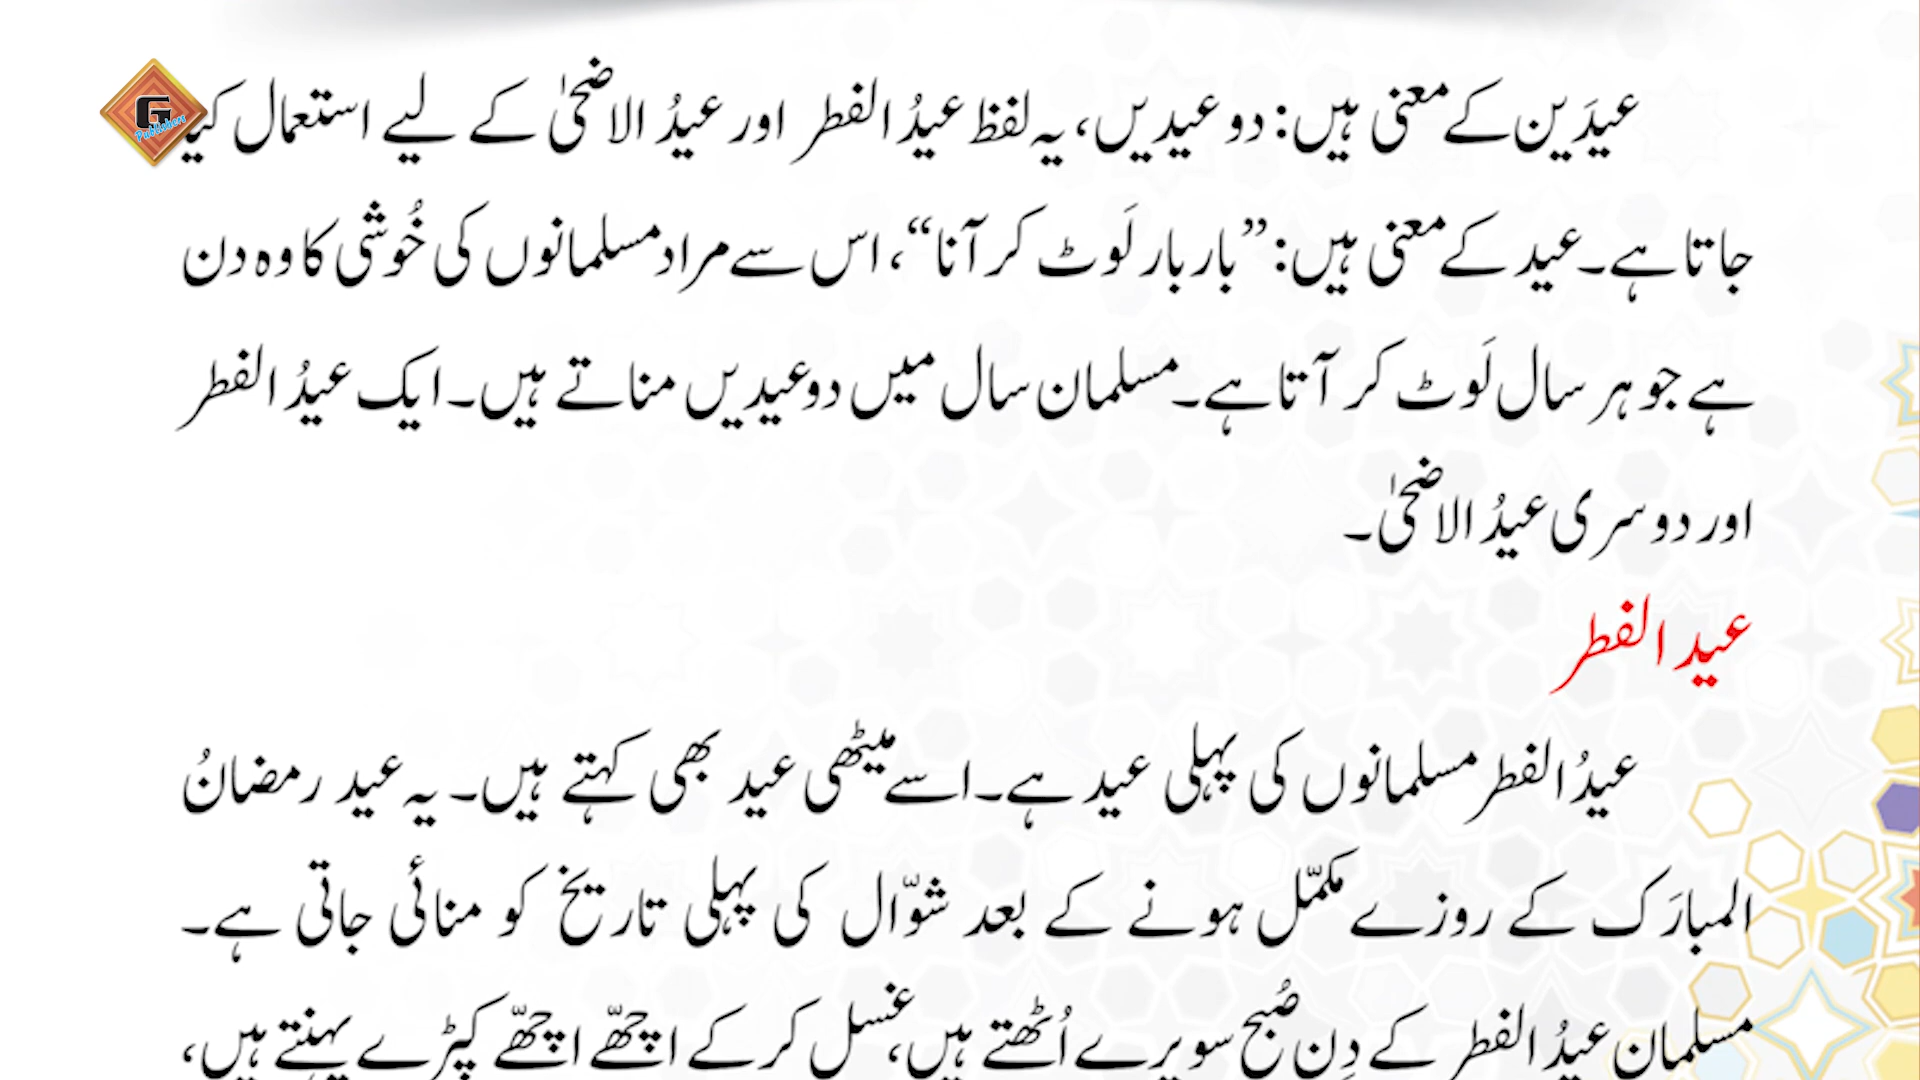 عیدَین کے معنی ہیں: دو عیدیں، یہ لفظ عیدُ الفطر اور عیدُ الاضحیٰ کے لیے استعمال کیا
جاتا ہے۔ عید کے معنی ہیں: ”بار بار لَوٹ کر آنا“، اس سے مراد مسلمانوں کی خُوشی کا وہ دن
ہے جو ہر سال لَوٹ کر آتا ہے۔ مسلمان سال میں دو عیدیں مناتے ہیں۔ ایک عیدُ الفطر
اور دوسری عیدُ الاضحیٰ۔
عید الفطر
عیدُ الفطر مسلمانوں کی پہلی عید ہے۔ اسے میٹھی عید بھی کہتے ہیں۔ یہ عید رمضانُ
المبارَک کے روزے مکمّل ہونے کے بعد شوّال کی پہلی تاریخ کو منائی جاتی ہے۔
مسلمان عیدُ الفطر کے دِن صُبح سویرے اُٹھتے ہیں، غسل کر کے اچھّے اچھّے کپڑے پہنتے ہیں،
G
Publishers